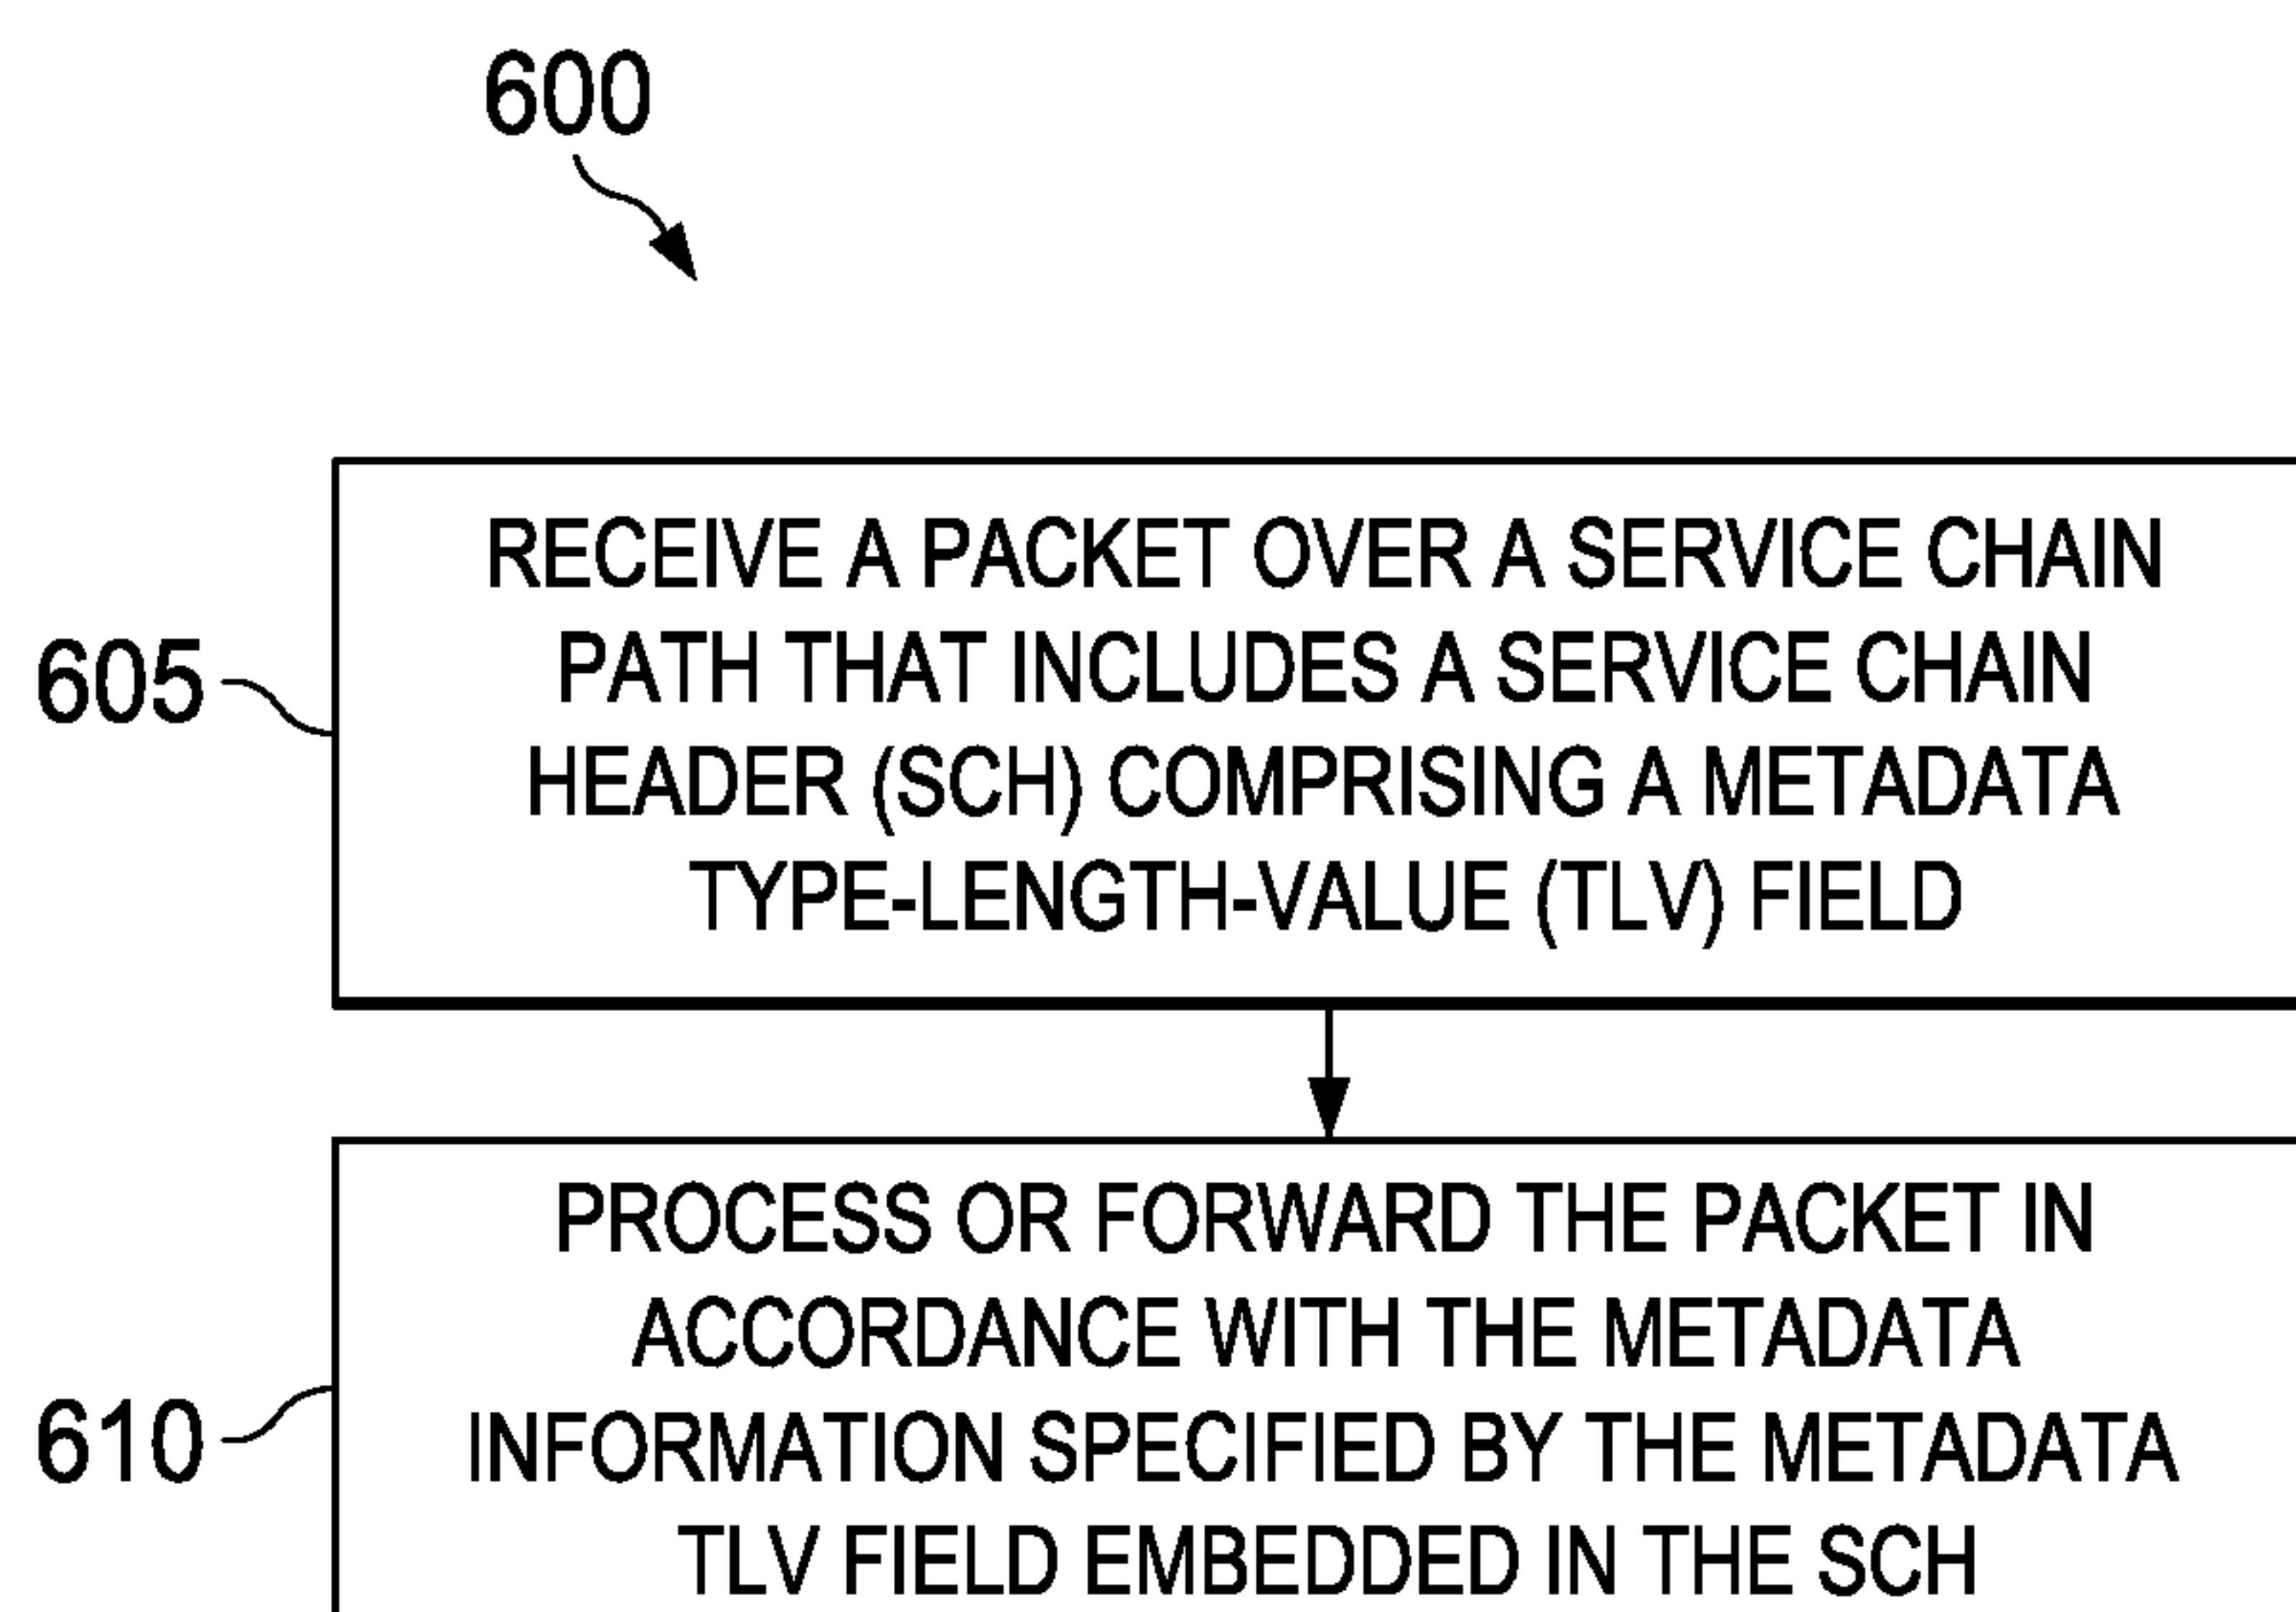 600
RECEIVE A PACKET OVER A SERVICE CHAIN
PATH THAT INCLUDES A SERVICE CHAIN
605
HEADER (SCH) COMPRISING A METADATA
TYPE-LENGTH-VALUE (TLV) FIELD
PROCESS OR FORWARD THE PACKET IN
ACCORDANCE WITH THE METADATA
610
INFORMATION SPECIFIED BY THE METADATA
TLV FIELD EMBEDDED IN THE SCH